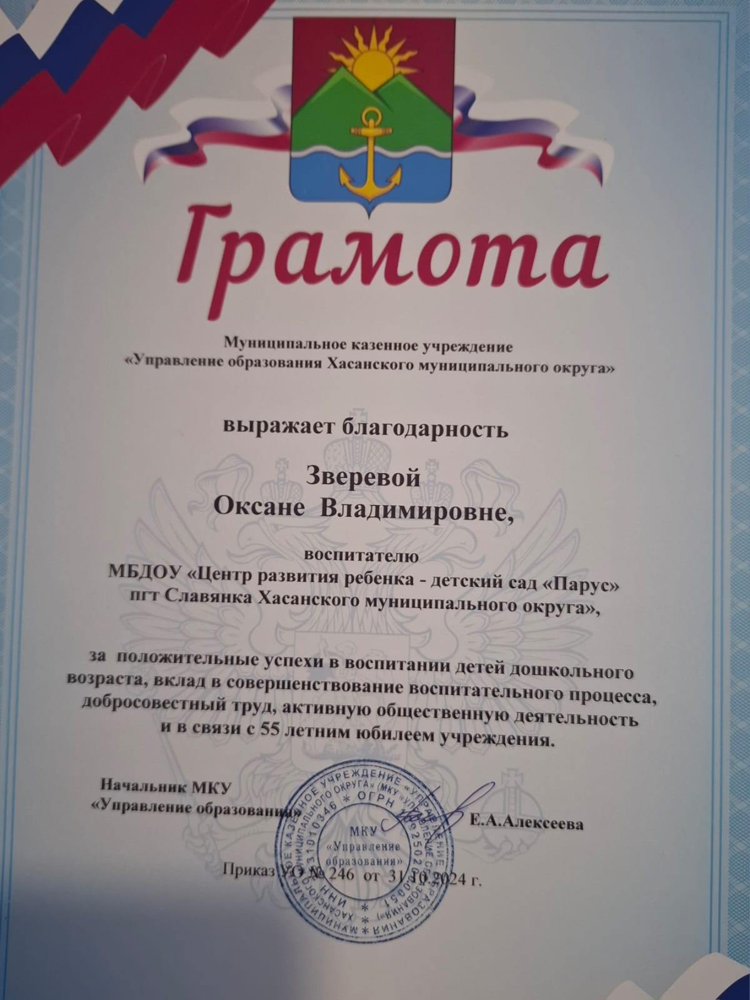 Грамота
Муниципальное казенное учреждение
«Управление образования Хасанского муниципального округа»
выражает благодарность
Зверевой
Оксане Владимировне,
воспитателю
МБДОУ «Центр развития ребенка - детский сад «Парус»
пгт Славянка Хасанского муниципального округа»,
за положительные успехи в воспитании детей дошкольного
возраста, вклад в совершенствование воспитательного процесса,
добросовестный труд, активную общественную деятельность
и в связи с 55 летним юбилеем учреждения.
Начальник МКУ
«Управление образования»
Е.А.Алексеева
Приказ УО № 246 от 31.10.2024 г.
МКУ
«Управление
образования»